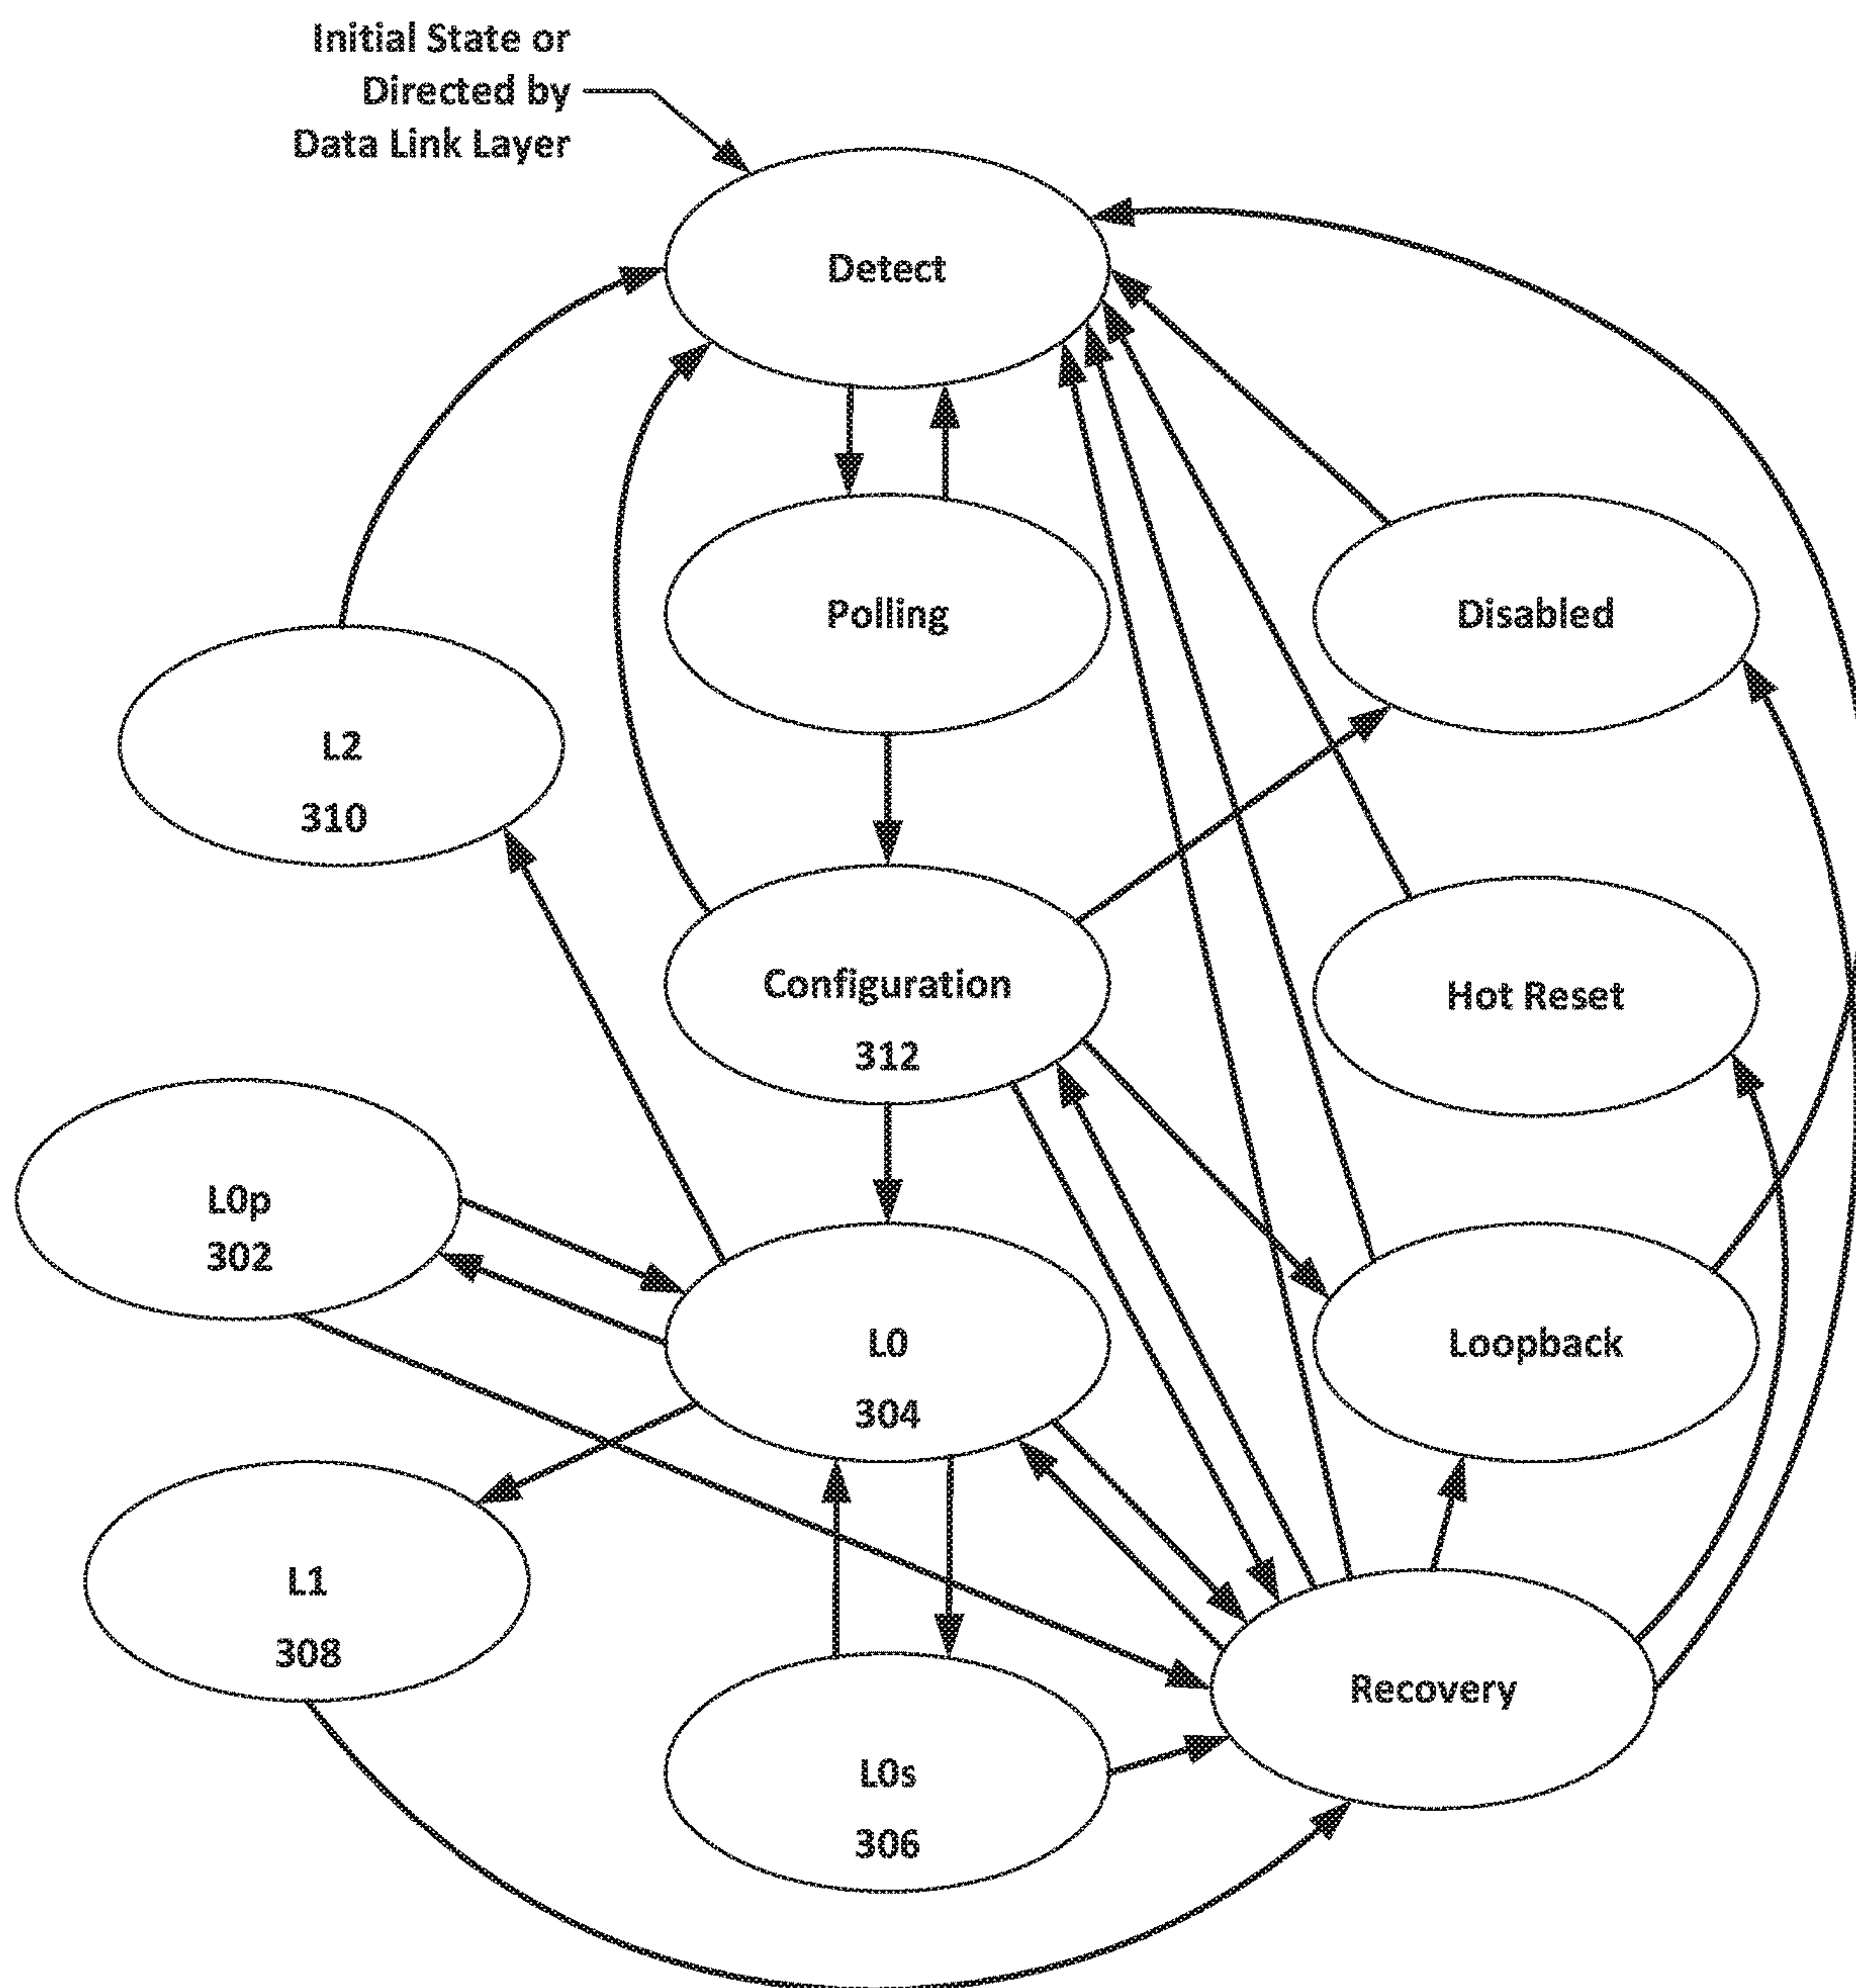 Initial State or
Directed by
Data Link Layer
Detect
Polling
Disabled
L2
310
Configuration
312
Hot Reset
L0p
302
L0
304
Loopback
L1
308
Recovery
L0s
306